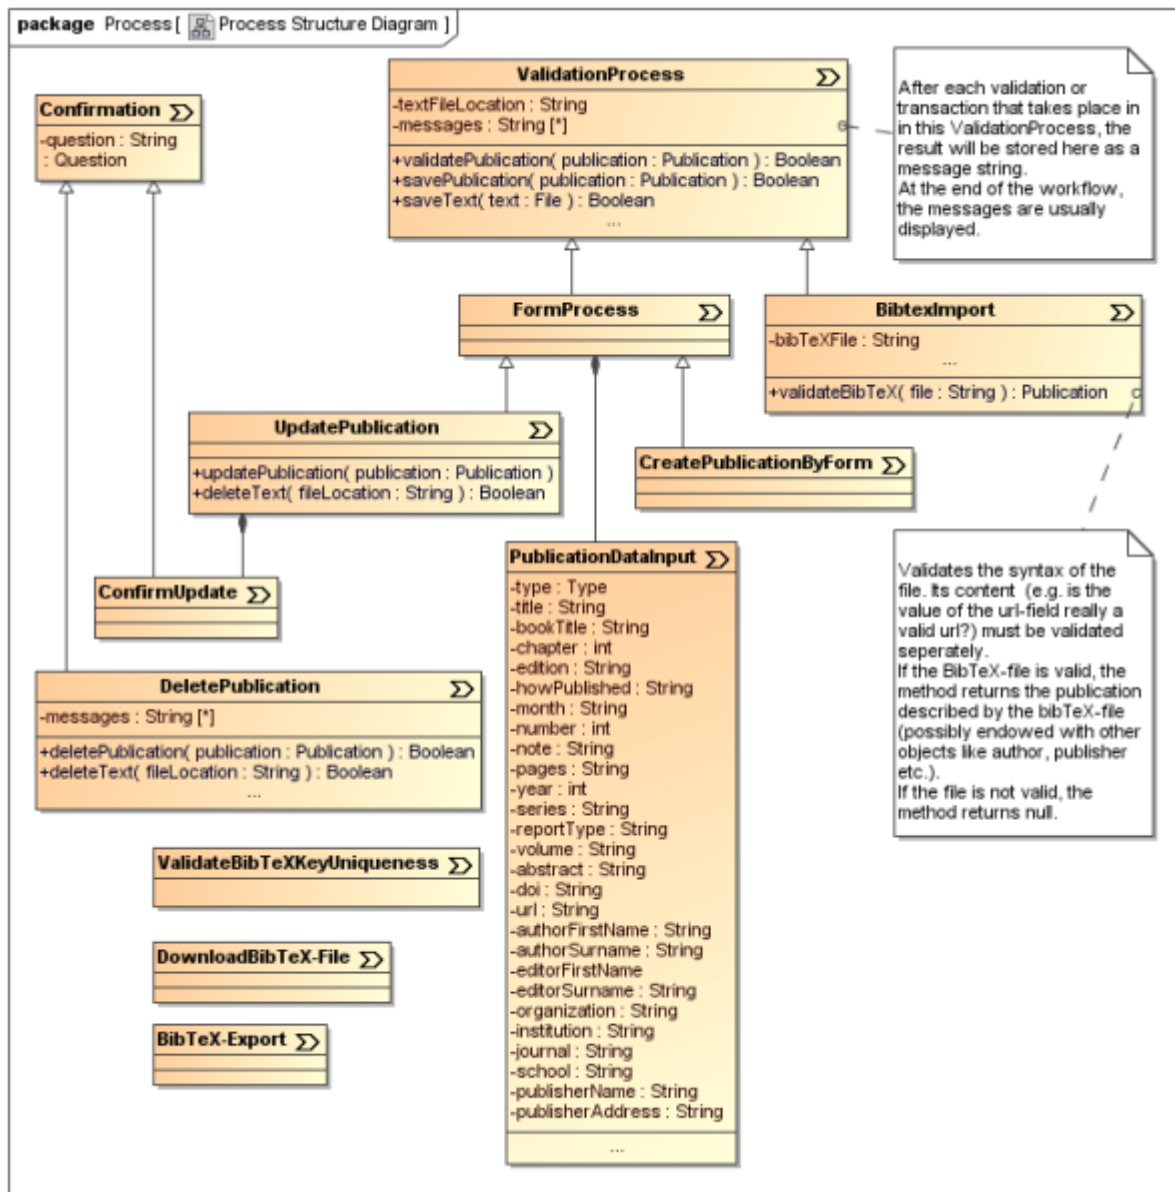 package Process [ Process Structure Diagram ]
Confirmation
-question : String
: Question
ValidationProcess
-textFileLocation : String
-messages : String [*]
+validatePublication( publication : Publication ) : Boolean
+savePublication( publication : Publication ) : Boolean
+saveText( text : File ) : Boolean
...
After each validation or
transaction that takes place in
in this ValidationProcess, the
result will be stored here as a
message string.
At the end of the workflow,
the messages are usually
displayed.
FormProcess
BibtexImport
-bibTeXFile : String
...
+validateBibTeX( file : String ) : Publication
UpdatePublication
+updatePublication( publication : Publication )
+deleteText( fileLocation : String ) : Boolean
CreatePublicationByForm
ConfirmUpdate
DeletePublication
-messages : String [*]
+deletePublication( publication : Publication ) : Boolean
+deleteText( fileLocation : String ) : Boolean
...
PublicationDataInput
-type : Type
-title : String
-bookTitle : String
-chapter : int
-edition : String
-howPublished : String
-month : String
-number : int
-note : String
-pages : String
-year : int
-series : String
-reportType : String
-volume : String
-abstract : String
-doi : String
-url : String
-authorFirstName : String
-authorSurname : String
-editorFirstName
-editorSurname : String
-organization : String
-institution : String
-journal : String
-school : String
-publisherName : String
-publisherAddress : String
...
Validates the syntax of the
file. Its content (e.g. is the
value of the url-field really a
valid url?) must be validated
seperately.
If the BibTeX-file is valid, the
method returns the publication
described by the bibTeX-file
(possibly endowed with other
objects like author, publisher
etc.).
If the file is not valid, the
method returns null.
ValidateBibTeXKeyUniqueness
DownloadBibTeX-File
BibTeX-Export